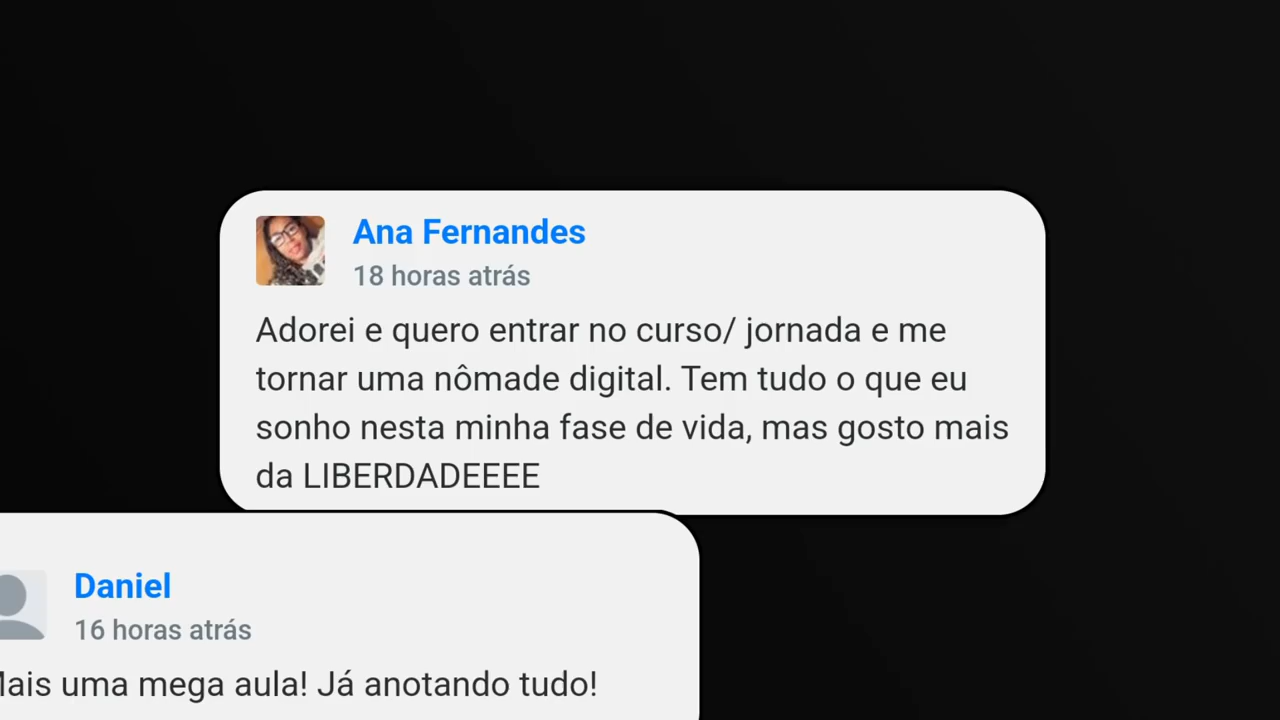 Ana Fernandes
18 horas atrás
Adorei e quero entrar no curso/ jornada e me
tornar uma nômade digital. Tem tudo o que eu
sonho nesta minha fase de vida, mas gosto mais
da LIBERDADEEEE
Daniel
16 horas atrás
uma mega aula! Já anotando tudo!